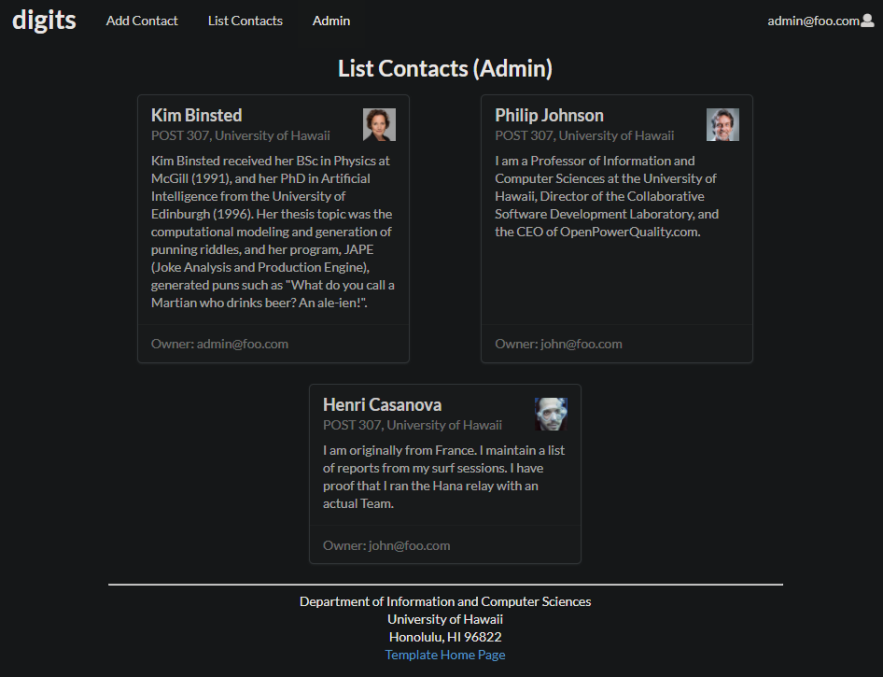 digits Add Contact List Contacts Admin admin@foo.com
List Contacts (Admin)
Kim Binsted
POST 307, University of Hawaii
Kim Binsted received her BSc in Physics at
McGill (1991), and her PhD in Artificial
Intelligence from the University of
Edinburgh (1996). Her thesis topic was the
computational modeling and generation of
punning riddles, and her program, JAPE
(Joke Analysis and Production Engine),
generated puns such as "What do you call a
Martian who drinks beer? An ale-ien!".
Owner: admin@foo.com
Philip Johnson
POST 307, University of Hawaii
I am a Professor of Information and
Computer Sciences at the University of
Hawaii, Director of the Collaborative
Software Development Laboratory, and
the CEO of OpenPowerQuality.com.
Owner: john@foo.com
Henri Casanova
POST 307, University of Hawaii
I am originally from France. I maintain a list
of reports from my surf sessions. I have
proof that I ran the Hana relay with an
actual Team.
Owner: john@foo.com
Department of Information and Computer Sciences
University of Hawaii
Honolulu, HI 96822
Template Home Page